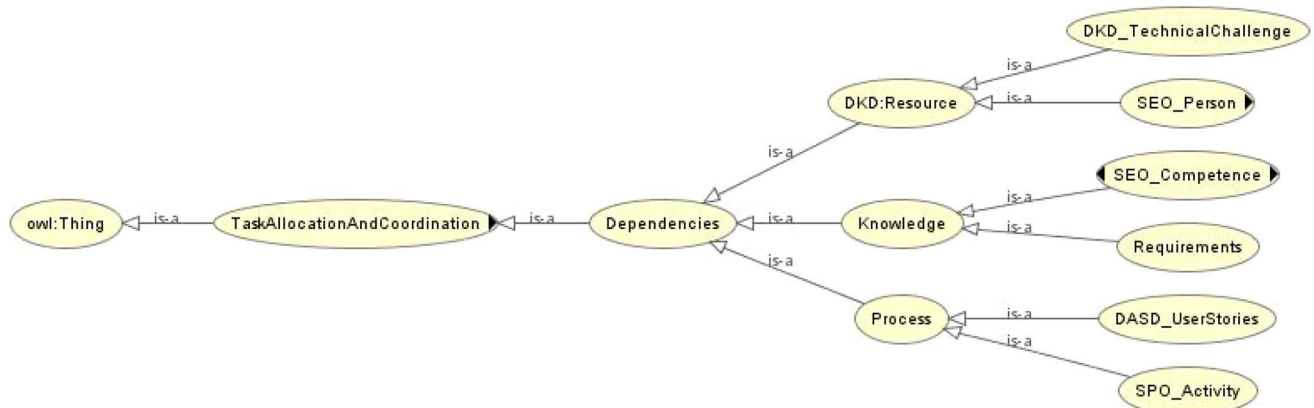 DKD_TechnicalChallenge
is-a
DKD:Resource
is-a
SEO_Person
is-a
SEO_Competence
is-a
owl:Thing
is-a
TaskAllocationAndCoordination
is-a
Dependencies
is-a
Knowledge
is-a
Requirements
is-a
Process
is-a
DASD_UserStories
is-a
SPO_Activity